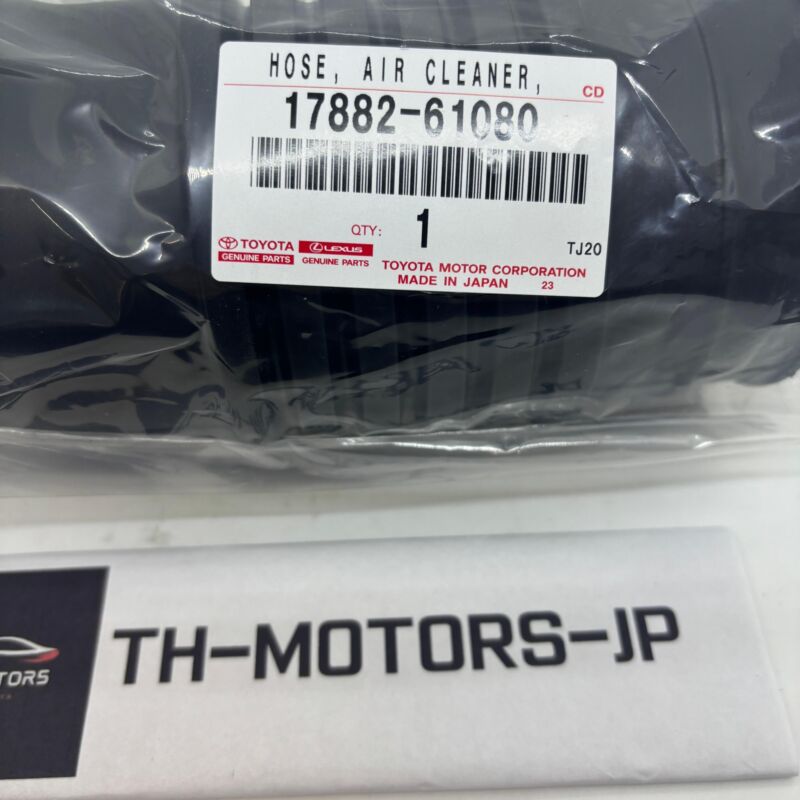 HOSE, AIR CLEANER,
CD
17882-61080
QTY: 1
TJ20
TOYOTA
GENUINE PARTS
LEXUS
GENUINE PARTS
TOYOTA MOTOR CORPORATION
MADE IN JAPAN 23
TH-MOTORS-JP